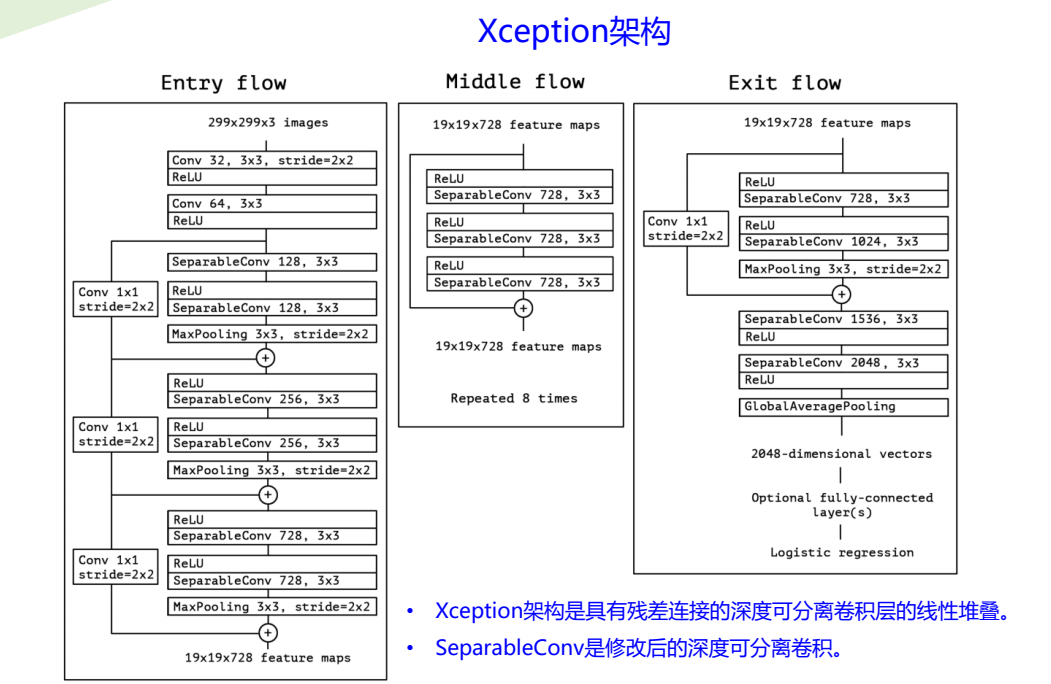 Xception架构
Entry flow
299x299x3 images
Conv 32, 3x3, stride=2x2
ReLU
Conv 64, 3x3
ReLU
SeparableConv 128, 3x3
Conv 1x1
stride=2x2
ReLU
SeparableConv 128, 3x3
MaxPooling 3x3, stride=2x2
+
ReLU
SeparableConv 256, 3x3
Conv 1x1
stride=2x2
ReLU
SeparableConv 256, 3x3
MaxPooling 3x3, stride=2x2
+
ReLU
SeparableConv 728, 3x3
Conv 1x1
stride=2x2
ReLU
SeparableConv 728, 3x3
MaxPooling 3x3, stride=2x2
+
19x19x728 feature maps
Middle flow
19x19x728 feature maps
ReLU
SeparableConv 728, 3x3
ReLU
SeparableConv 728, 3x3
ReLU
SeparableConv 728, 3x3
+
19x19x728 feature maps
Repeated 8 times
Exit flow
19x19x728 feature maps
ReLU
SeparableConv 728, 3x3
Conv 1x1
stride=2x2
ReLU
SeparableConv 1024, 3x3
MaxPooling 3x3, stride=2x2
+
SeparableConv 1536, 3x3
ReLU
SeparableConv 2048, 3x3
ReLU
GlobalAveragePooling
2048-dimensional vectors
Optional fully-connected
layer(s)
Logistic regression
• Xception架构是具有残差连接的深度可分离卷积层的线性堆叠。
• SeparableConv是修改后的深度可分离卷积。